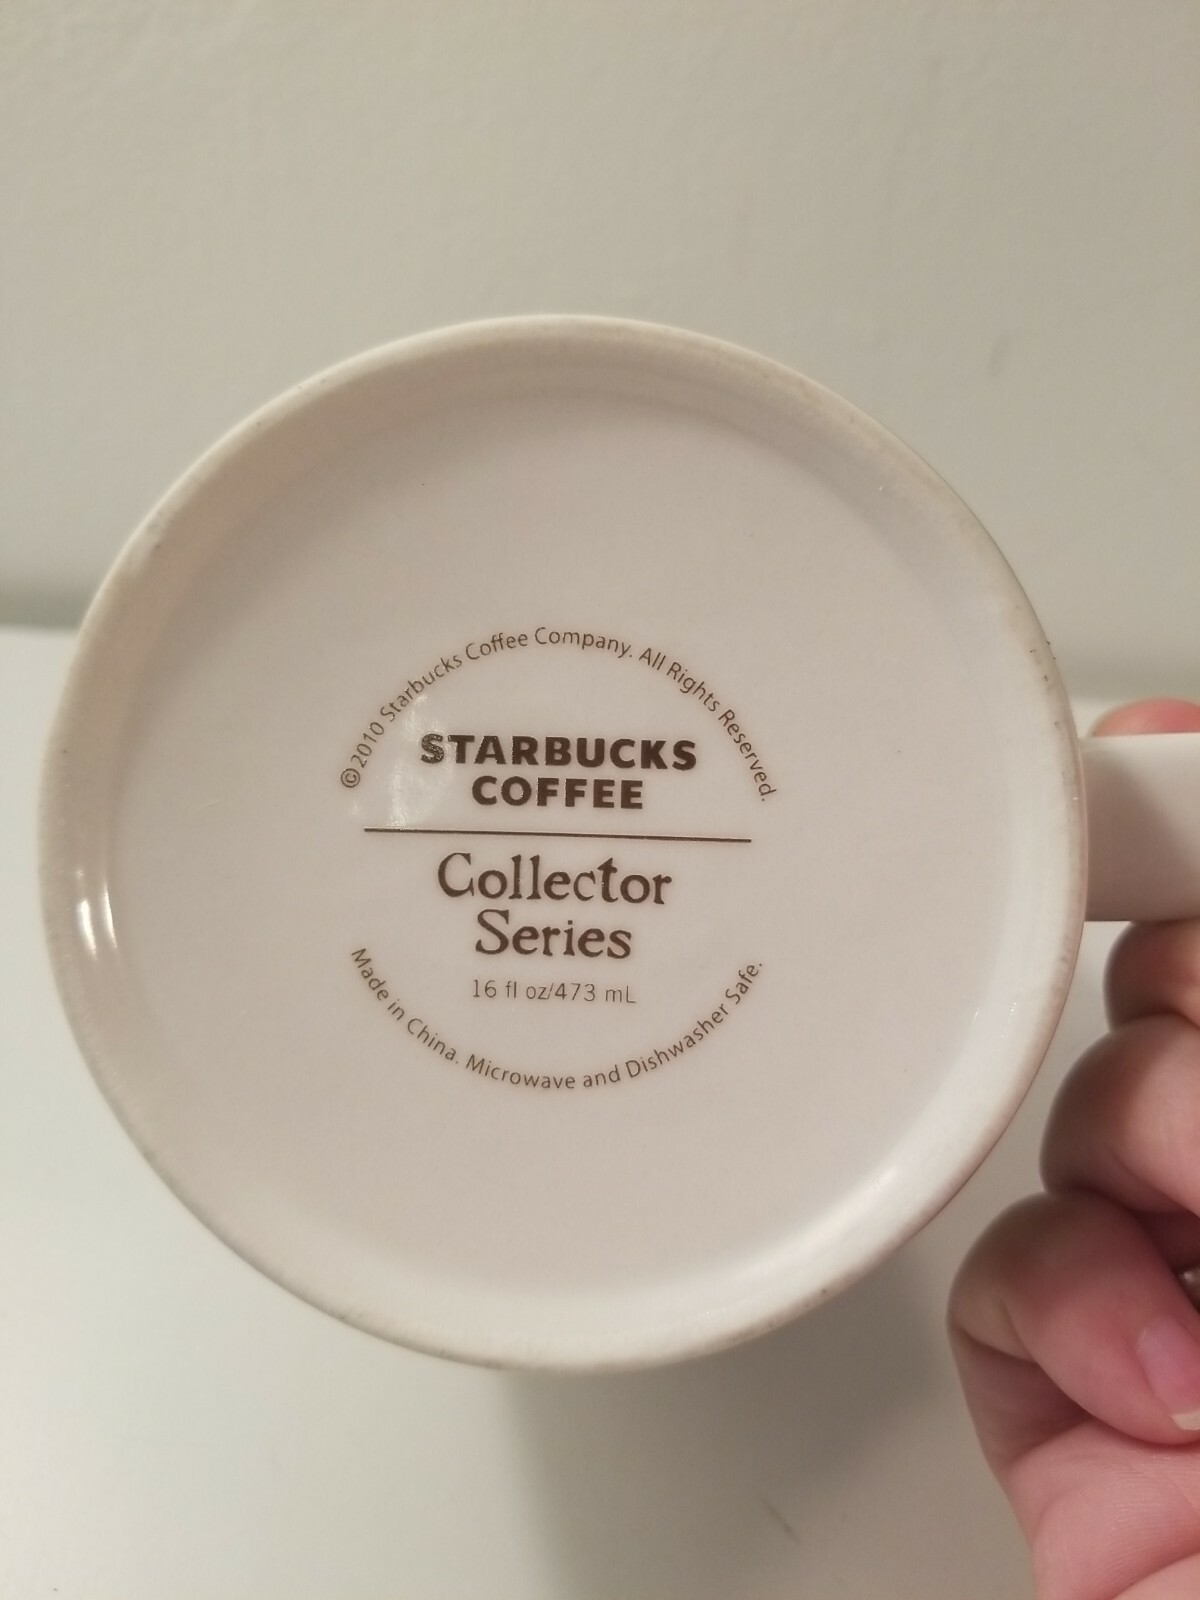 ©2010 Starbucks Coffee Company. All Rights Reserved.
STARBUCKS
COFFEE
Collector
Series
16 fl oz/473 mL
Made in China. Microwave and Dishwasher Safe.